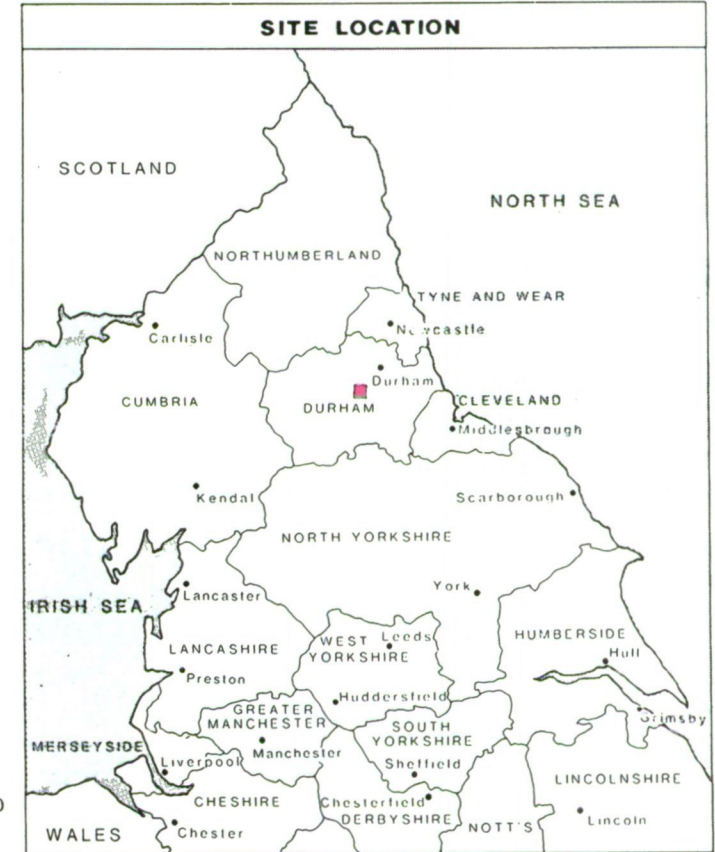 SITE LOCATION
SCOTLAND
NORTH SEA
NORTHUMBERLAND
TYNE AND WEAR
Newcastle
Carlisle
Durham
CUMBRIA
DURHAM
CLEVELAND
Middlesbrough
Kendal
Scarborough
NORTH YORKSHIRE
York
Lancaster
IRISH SEA
WEST
YORKSHIRE
Leeds
HUMBERSIDE
LANCASHIRE
Hull
Preston
Huddersfield
GREATER
MANCHESTER
Grimsby
SOUTH
YORKSHIRE
MERSEYSIDE
Manchester
Liverpool
Sheffield
LINCOLNSHIRE
CHESHIRE
Chesterfield
DERBYSHIRE
Lincoln
NOTT'S
WALES
Chester